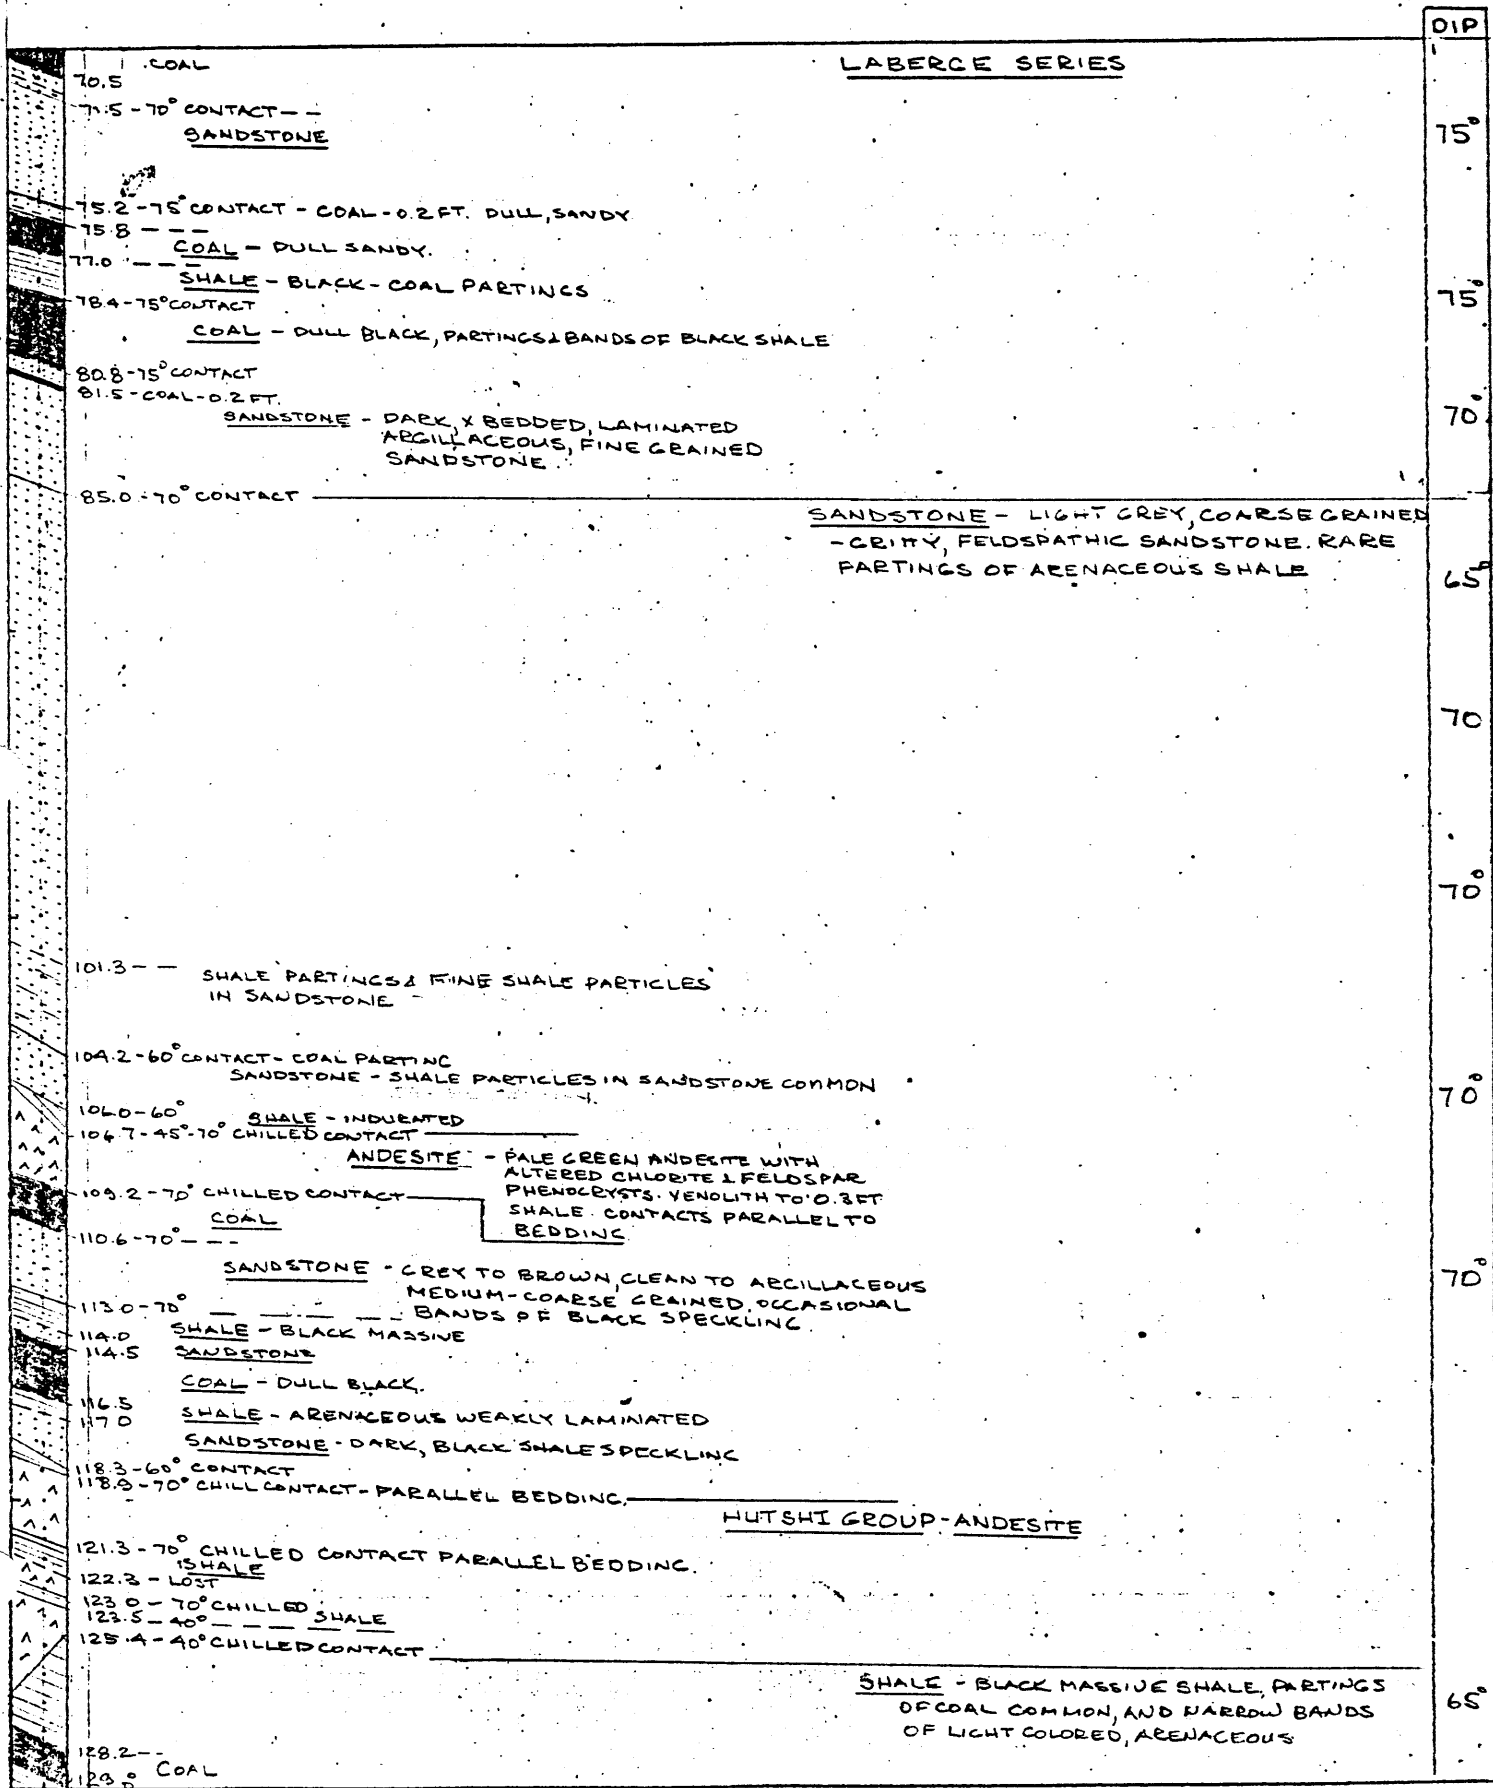 DIP
COAL
LABERGE SERIES
70.5
71.5 - 70° CONTACT - -
SANDSTONE
75°
75.2 - 75° CONTACT - COAL - 0.2 FT. DULL, SANDY
75.8 - - -
COAL - DULL SANDY.
77.0 - - -
SHALE - BLACK - COAL PARTINGS
75°
78.4 - 75° CONTACT
COAL - DULL BLACK, PARTINGS & BANDS OF BLACK SHALE
80.8 - 75° CONTACT
81.5 - COAL - 0.2 FT.
70°
SANDSTONE - DARK, X BEDDED, LAMINATED
ARGILLACEOUS, FINE GRAINED
SANDSTONE.
85.0 - 70° CONTACT
SANDSTONE - LIGHT GREY, COARSE GRAINED
- GRITTY, FELDSPATHIC SANDSTONE. RARE
PARTINGS OF ARENACEOUS SHALE
65°
70
70°
101.3 - -
SHALE PARTINGS & FINE SHALE PARTICLES
IN SANDSTONE -
104.2 - 60° CONTACT - COAL PARTING
SANDSTONE - SHALE PARTICLES IN SANDSTONE COMMON
70°
106.0 - 60°
SHALE - INDURATED
106.7 - 45°-70° CHILLED CONTACT
ANDESITE - PALE GREEN ANDESITE WITH
ALTERED CHLORITE & FELDSPAR
PHENOCRYSTS. XENOLITH TO 0.3 FT
SHALE. CONTACTS PARALLEL TO
BEDDING.
109.2 - 70° CHILLED CONTACT
COAL
110.6 - 70° - - -
SANDSTONE - GREY TO BROWN, CLEAN TO ARGILLACEOUS
MEDIUM-COARSE GRAINED, OCCASIONAL
BANDS OF BLACK SPECKLING.
70°
113.0 - 70°
114.0 SHALE - BLACK MASSIVE
114.5 SANDSTONE
COAL - DULL BLACK.
116.5
117.0 SHALE - ARENACEOUS WEAKLY LAMINATED
SANDSTONE - DARK, BLACK SHALE SPECKLING
118.3 - 60° CONTACT
118.9 - 70° CHILL CONTACT - PARALLEL BEDDING.
HUTSHI GROUP - ANDESITE
121.3 - 70° CHILLED CONTACT PARALLEL BEDDING.
SHALE
122.3 - LOST
123.0 - 70° CHILLED
123.5 - 40° - - - SHALE
125.4 - 40° CHILLED CONTACT
SHALE - BLACK MASSIVE SHALE, PARTINGS
OF COAL COMMON, AND NARROW BANDS
OF LIGHT COLORED, ARENACEOUS
65°
128.2 - -
COAL